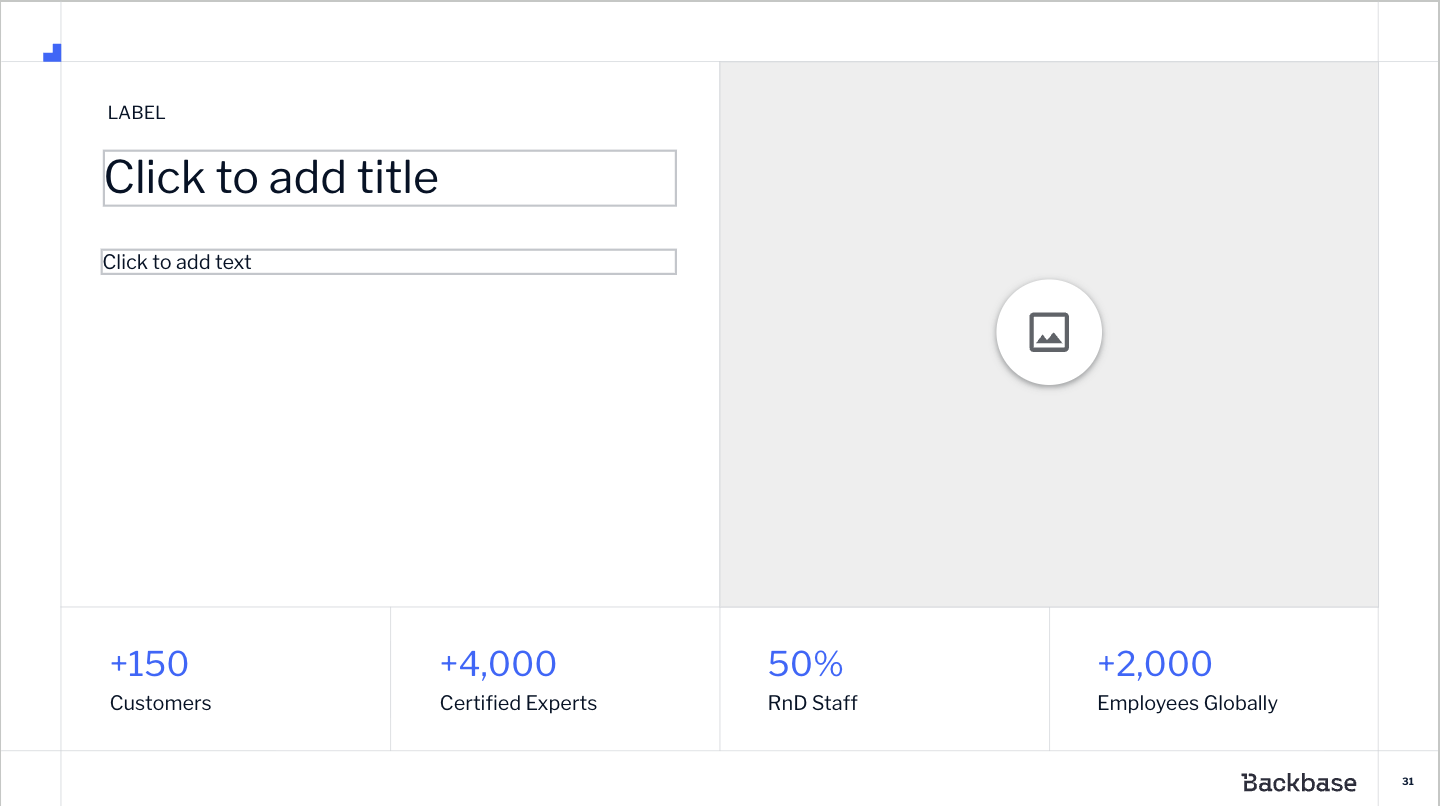 LABEL
Click to add title
Click to add text
+150
Customers
+4,000
Certified Experts
50%
RnD Staff
+2,000
Employees Globally
Backbase
31